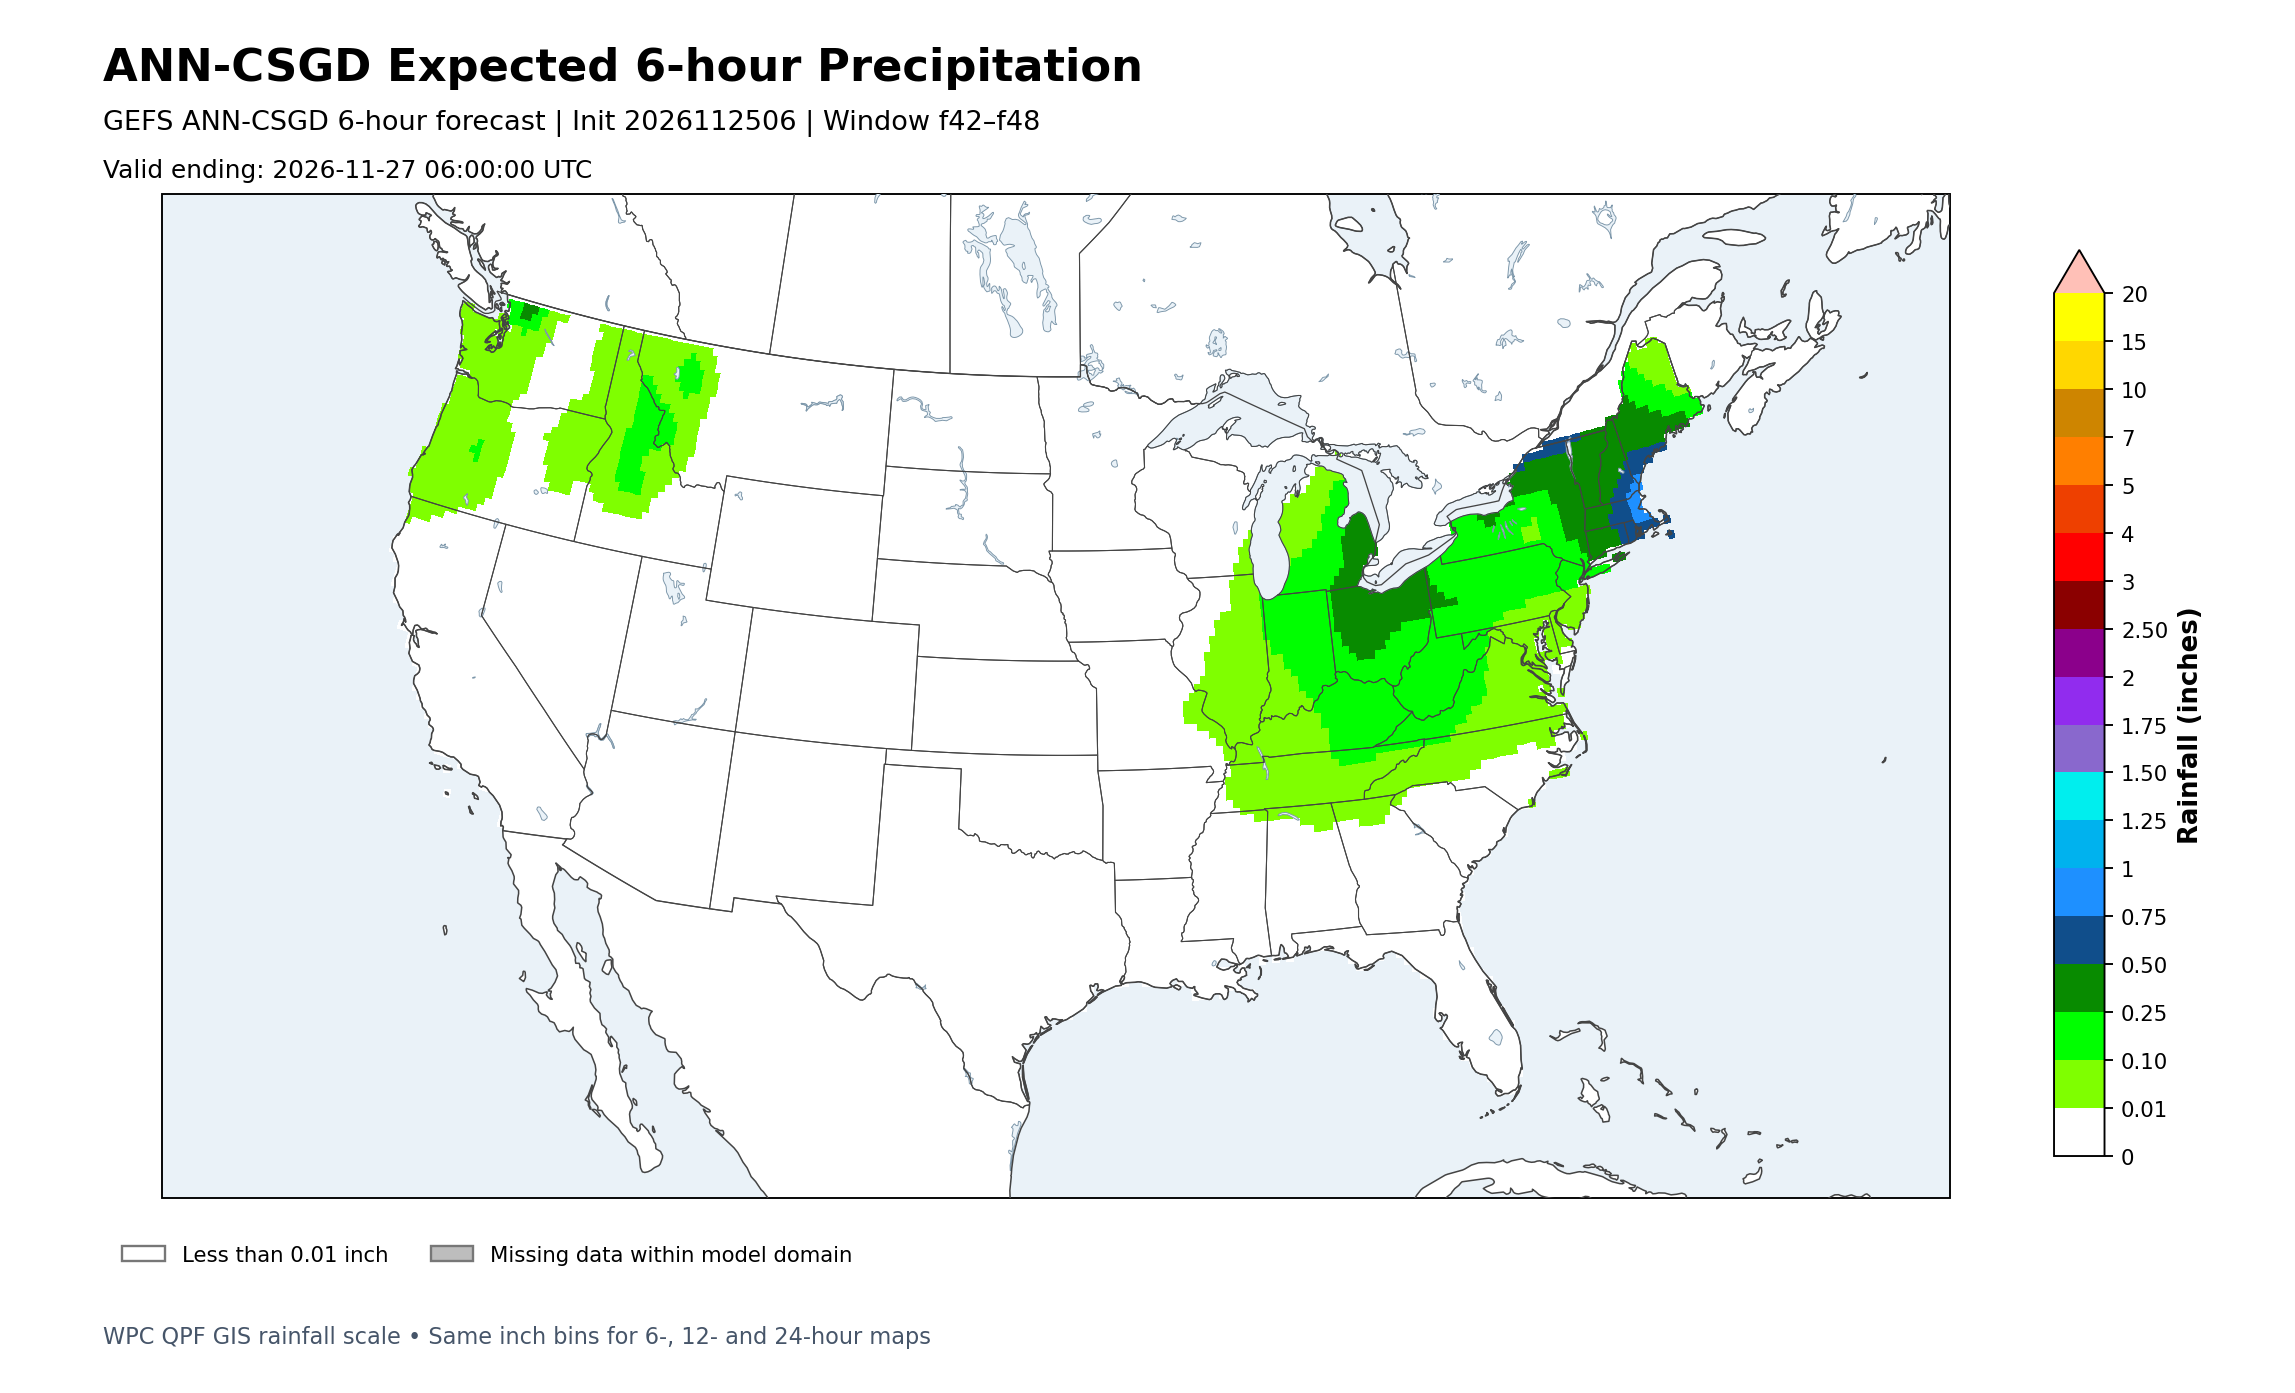 ANN-CSGD Expected 6-hour Precipitation
GEFS ANN-CSGD 6-hour forecast | Init 2026112506 | Window f42–f48
Valid ending: 2026-11-27 06:00:00 UTC
20
15
10
7
5
4
3
2.50
2
1.75
1.50
1.25
1
0.75
0.50
0.25
0.10
0.01
0
Rainfall (inches)
Less than 0.01 inch
Missing data within model domain
WPC QPF GIS rainfall scale • Same inch bins for 6-, 12- and 24-hour maps